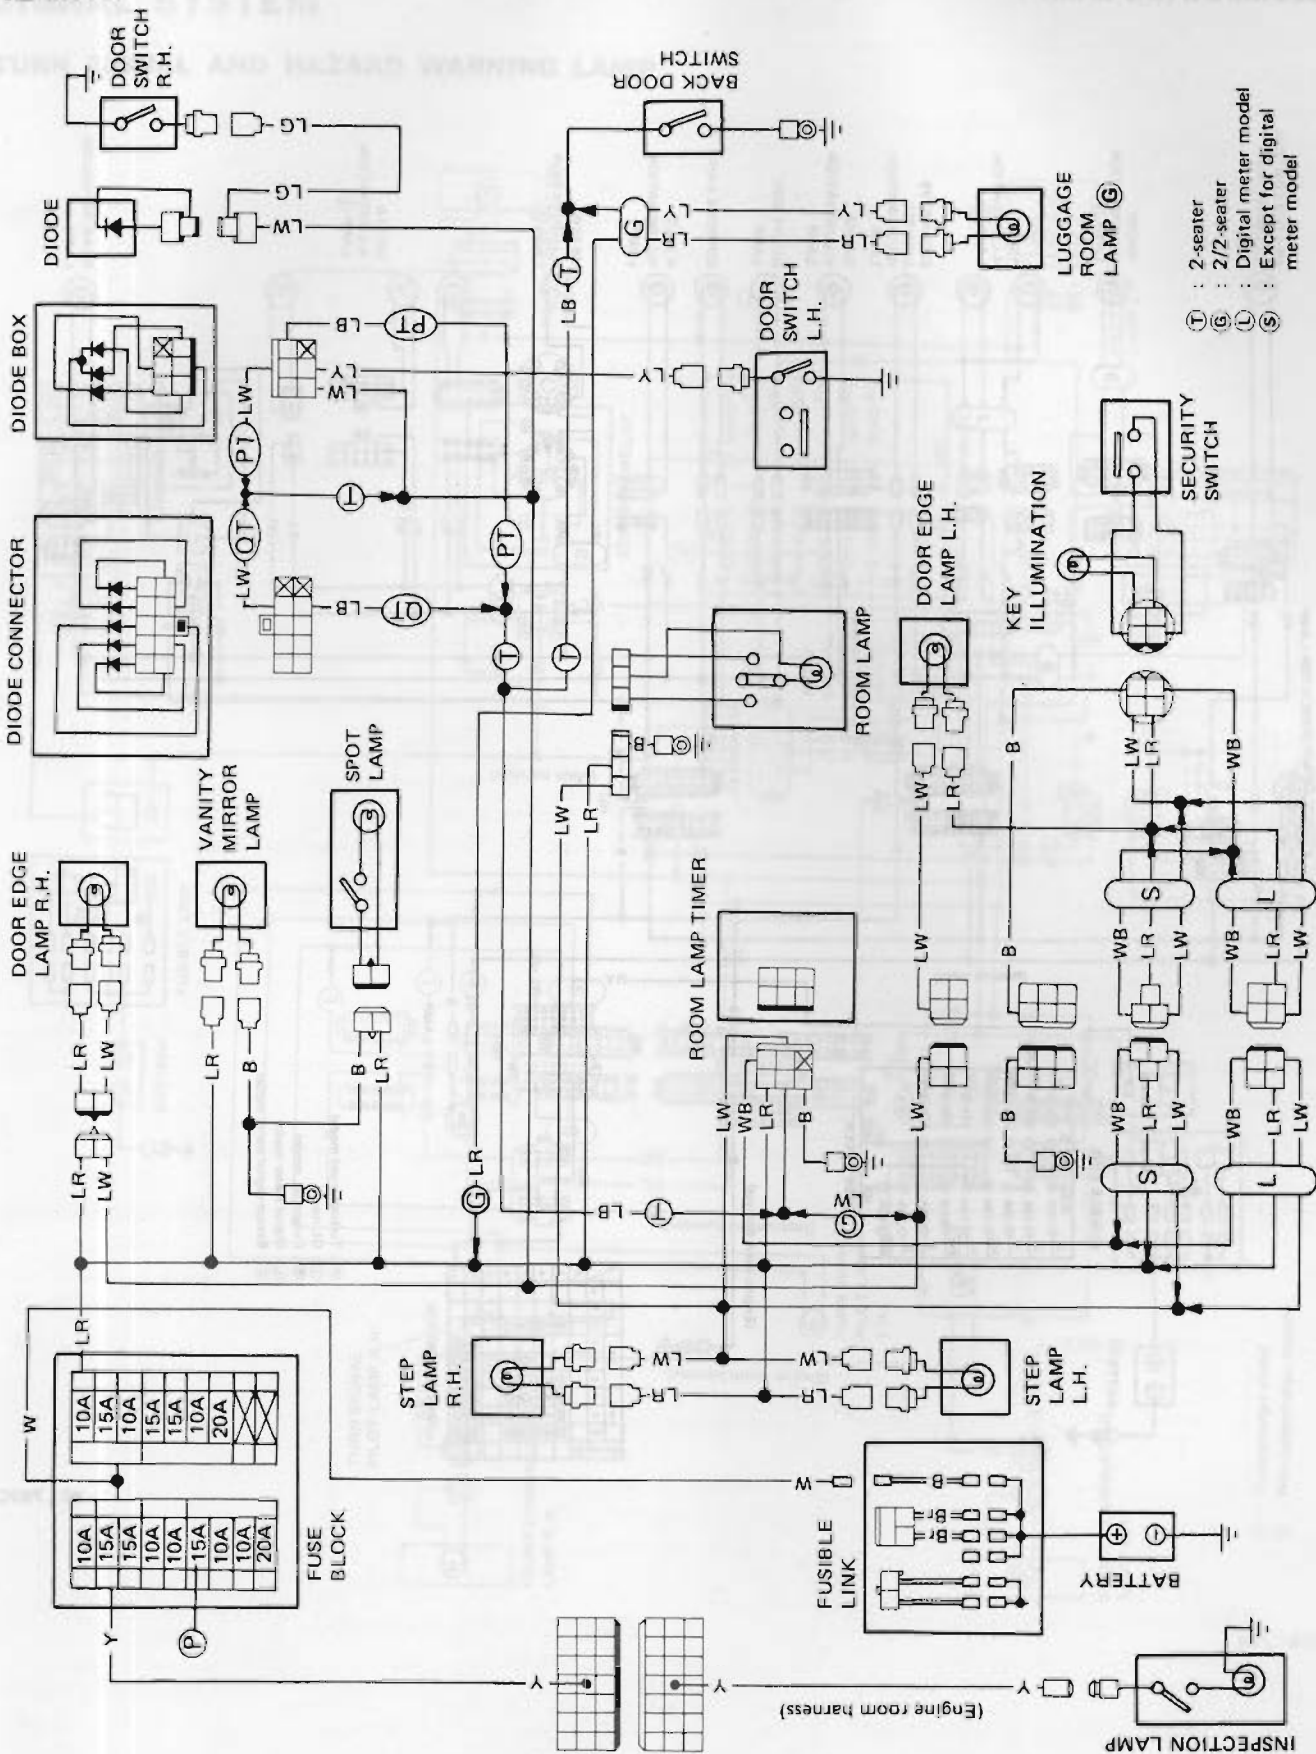 DOOR
SWITCH
R.H.
LG
LG
DIODE
LW
DIODE BOX
LB
PT
LY
LW
LW
PT
T
DIODE CONNECTOR
LW
QT
LB
QT
PT
T
T
LB
T
BACK DOOR
SWITCH
G
LY
LR
LY
LR
LUGGAGE
ROOM
LAMP G
LY
DOOR
SWITCH
L.H.
T : 2-seater
G : 2/2-seater
L : Digital meter model
S : Except for digital
meter model
SPOT
LAMP
B
LR
VANITY
MIRROR
LAMP
LR
B
DOOR EDGE
LAMP R.H.
LR
LW
LR
LW
LR
G
LW
LR
B
ROOM LAMP
DOOR EDGE
LAMP L.H.
LW
LR
KEY
ILLUMINATION
SECURITY
SWITCH
B
LW
LR
WB
ROOM LAMP TIMER
LW
WB
LR
B
LB
T
G
LW
LW
LW
B
B
S
WB
LR
LW
L
WB
LR
LW
WB
LR
LW
S
WB
LR
LW
L
LR
W
10A
15A
10A
15A
15A
10A
20A
10A
15A
15A
10A
10A
15A
10A
10A
20A
FUSE
BLOCK
Y
P
STEP
LAMP
R.H.
LW
LR
LW
LR
STEP
LAMP
L.H.
W
B
Br
Br
FUSIBLE
LINK
+
−
BATTERY
Y
Y
(Engine room harness)
Y
INSPECTION LAMP